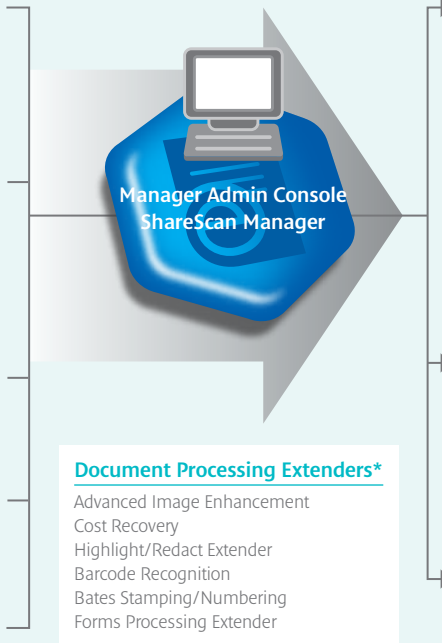 Manager Admin Console
ShareScan Manager
Document Processing Extenders*
Advanced Image Enhancement
Cost Recovery
Highlight/Redact Extender
Barcode Recognition
Bates Stamping/Numbering
Forms Processing Extender